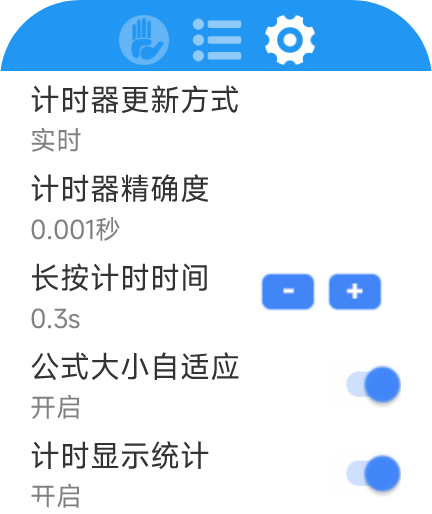 计时器更新方式
实时
计时器精确度
0.001秒
长按计时时间
- +
0.3s
公式大小自适应
开启
计时显示统计
开启